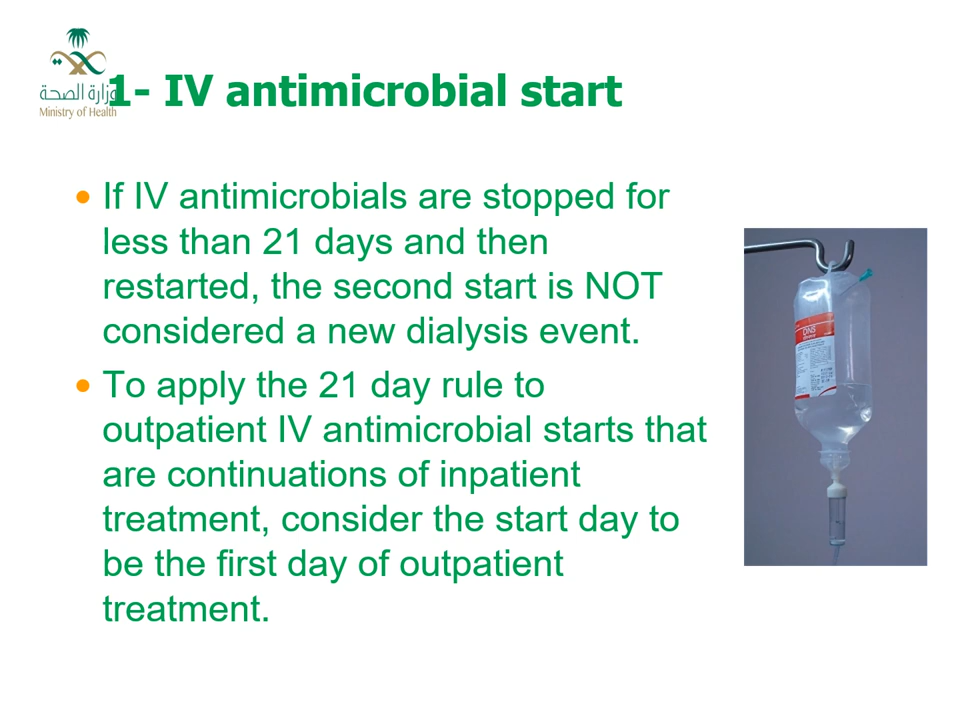 وزارة الصحة
Ministry of Health
1- IV antimicrobial start
• If IV antimicrobials are stopped for
less than 21 days and then
restarted, the second start is NOT
considered a new dialysis event.
• To apply the 21 day rule to
outpatient IV antimicrobial starts that
are continuations of inpatient
treatment, consider the start day to
be the first day of outpatient
treatment.
DNS